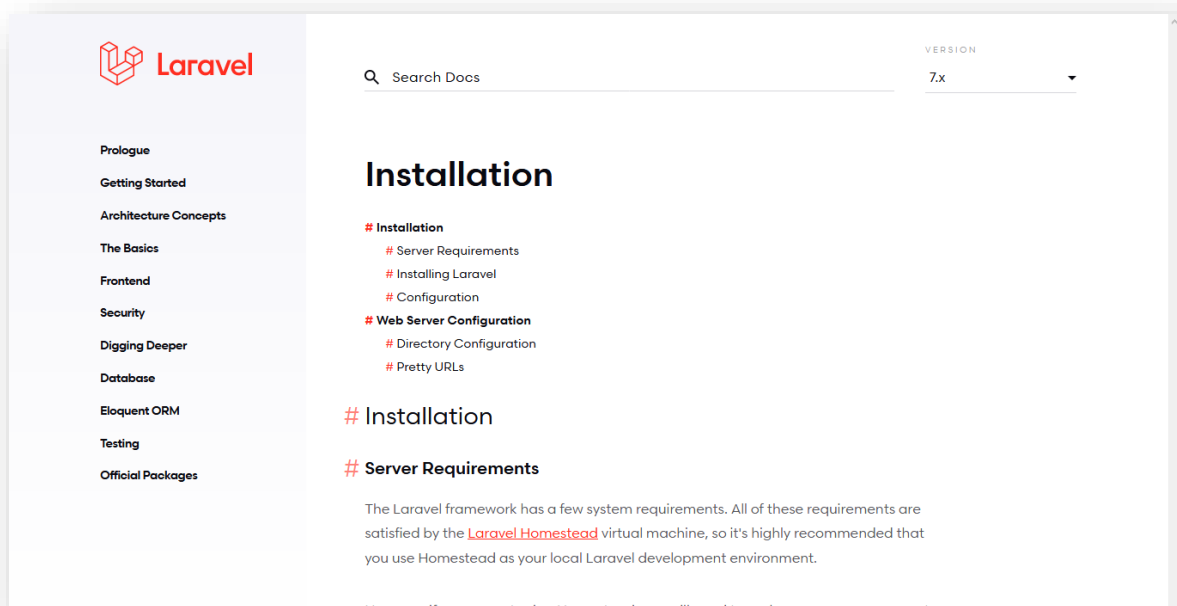 Laravel
Search Docs
VERSION
7.x
Prologue
Getting Started
Architecture Concepts
The Basics
Frontend
Security
Digging Deeper
Database
Eloquent ORM
Testing
Official Packages
Installation
# Installation
# Server Requirements
# Installing Laravel
# Configuration
# Web Server Configuration
# Directory Configuration
# Pretty URLs
# Installation
# Server Requirements
The Laravel framework has a few system requirements. All of these requirements are
satisfied by the Laravel Homestead virtual machine, so it's highly recommended that
you use Homestead as your local Laravel development environment.